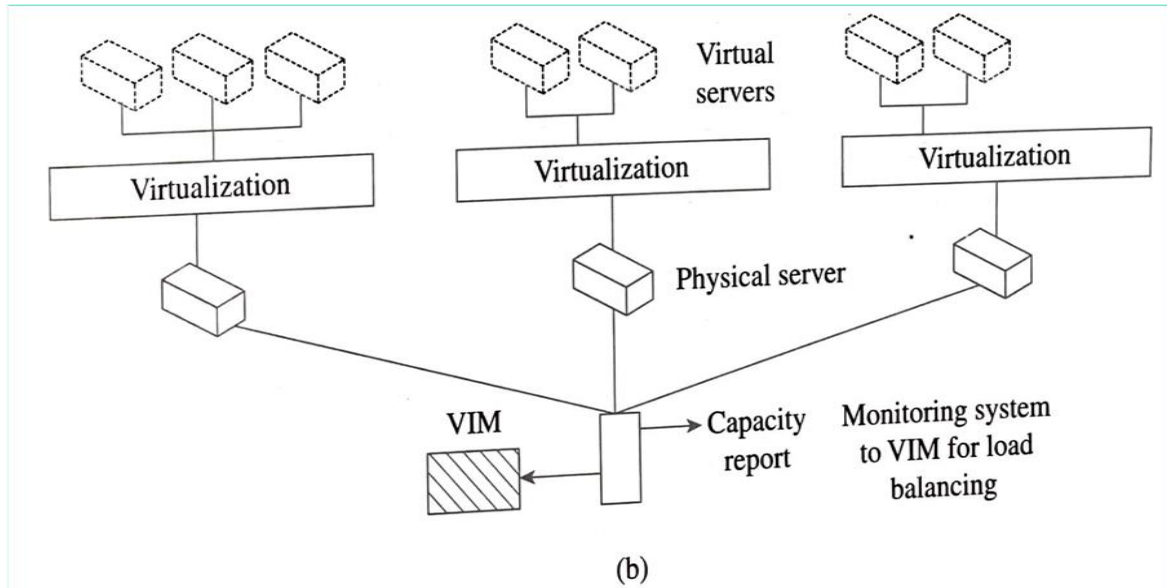 Virtual
servers
Virtualization
Virtualization
Virtualization
Physical server
VIM
Capacity
report
Monitoring system
to VIM for load
balancing
(b)